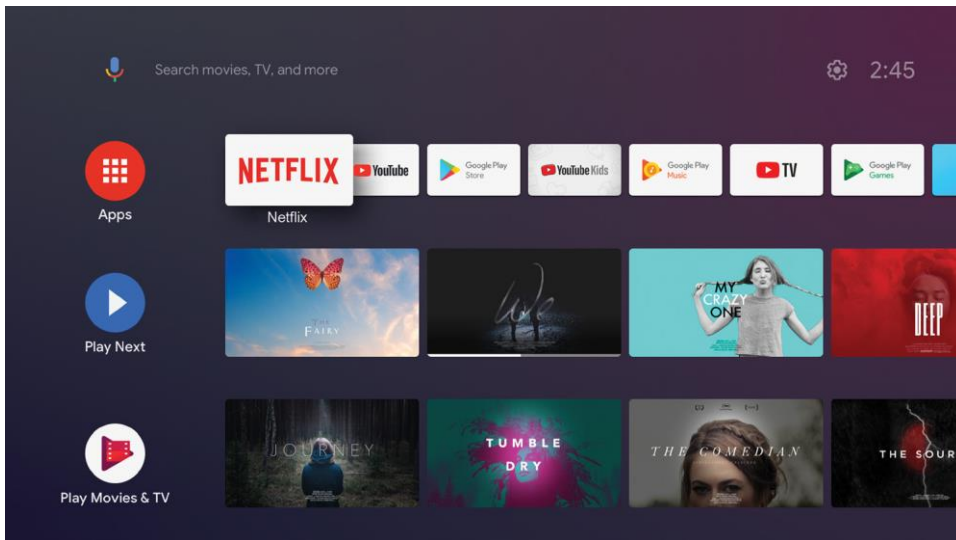 Search movies, TV, and more
2:45
Apps
NETFLIX
YouTube
Google Play
Store
YouTube Kids
Google Play
Music
TV
Google Play
Games
Netflix
Play Next
THE
FAIRY
MY
CRAZY
ONE
DEEP
Play Movies & TV
JOURNEY
TUMBLE
DRY
THE COMEDIAN
THE SOUR